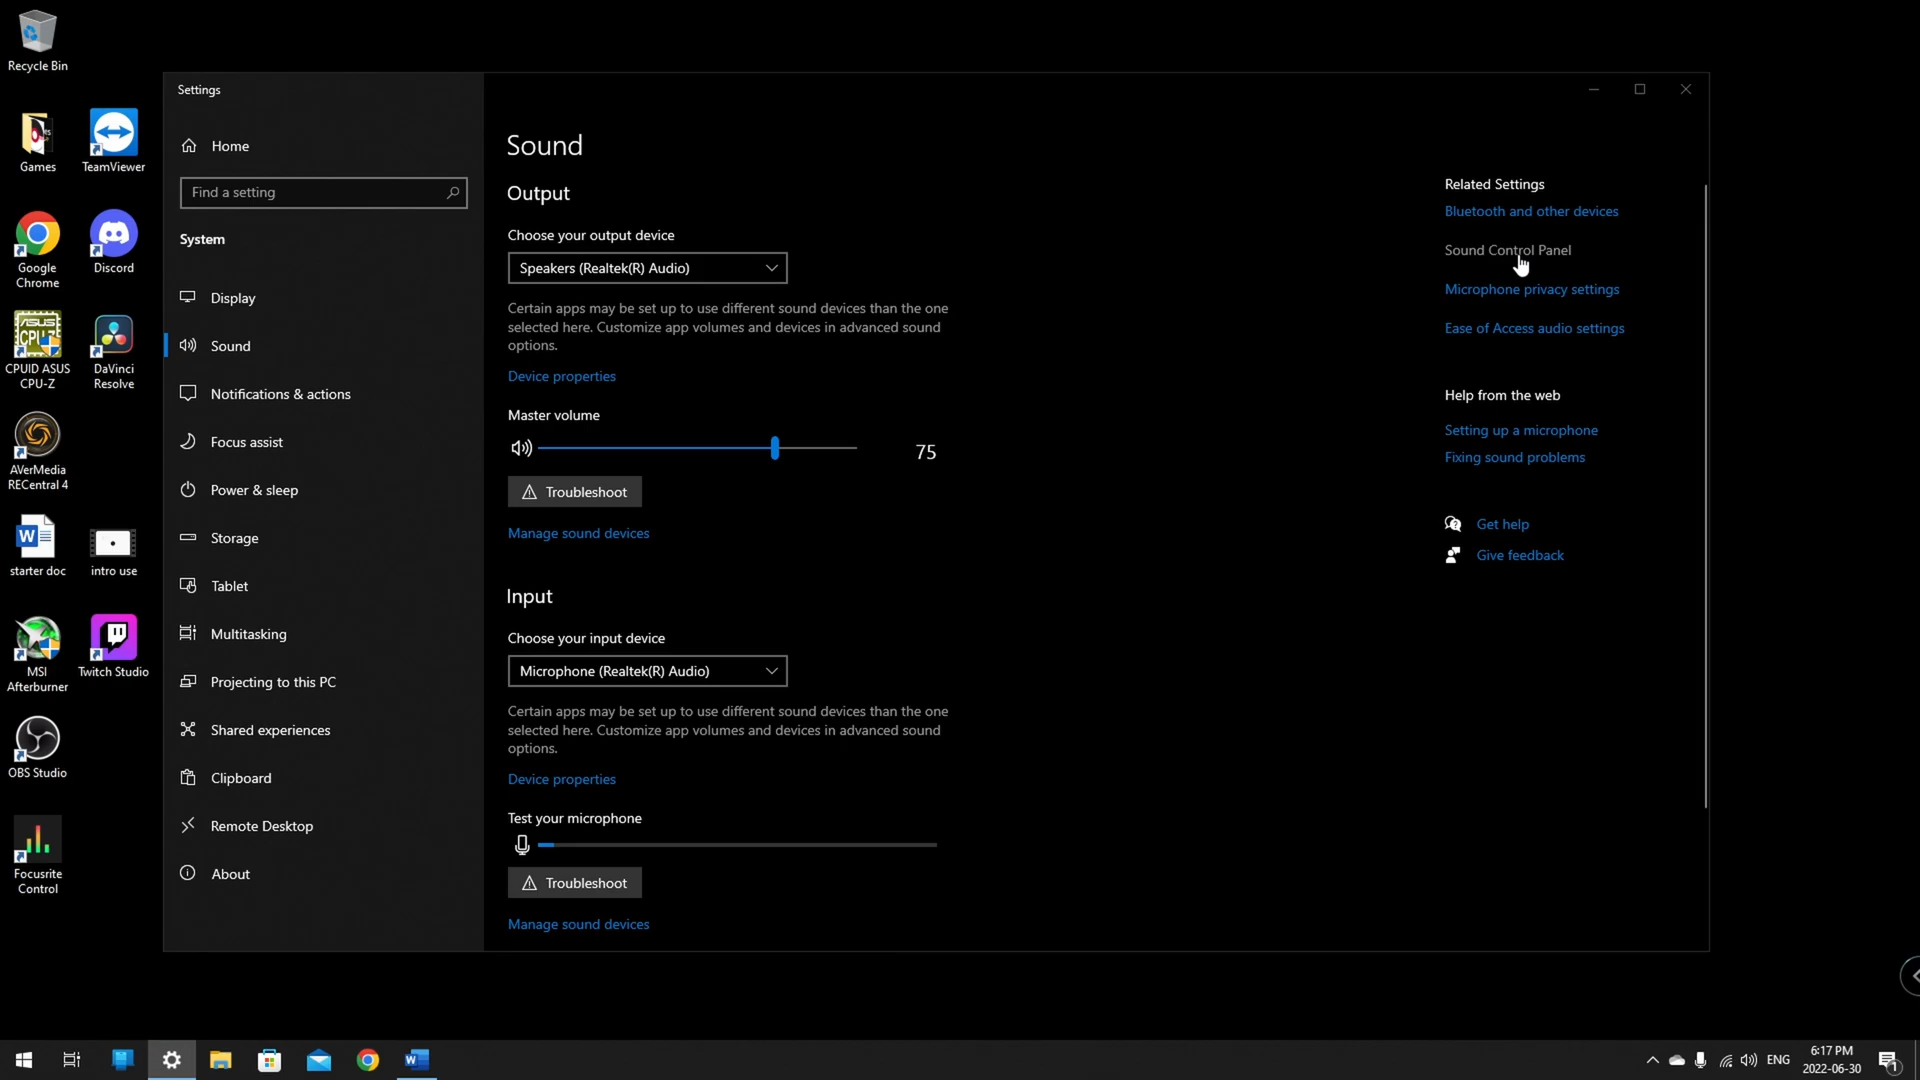 Recycle Bin
Games
TeamViewer
Google
Chrome
Discord
CPUID ASUS
CPU-Z
DaVinci
Resolve
AVerMedia
RECentral 4
starter doc
intro use
MSI
Afterburner
Twitch Studio
OBS Studio
Focusrite
Control
Settings
Home
Find a setting
System
Display
Sound
Notifications & actions
Focus assist
Power & sleep
Storage
Tablet
Multitasking
Projecting to this PC
Shared experiences
Clipboard
Remote Desktop
About
Sound
Output
Choose your output device
Speakers (Realtek(R) Audio)
Certain apps may be set up to use different sound devices than the one
selected here. Customize app volumes and devices in advanced sound
options.
Device properties
Master volume
75
Troubleshoot
Manage sound devices
Input
Choose your input device
Microphone (Realtek(R) Audio)
Certain apps may be set up to use different sound devices than the one
selected here. Customize app volumes and devices in advanced sound
options.
Device properties
Test your microphone
Troubleshoot
Manage sound devices
Related Settings
Bluetooth and other devices
Sound Control Panel
Microphone privacy settings
Ease of Access audio settings
Help from the web
Setting up a microphone
Fixing sound problems
Get help
Give feedback
ENG
6:17 PM
2022-06-30
1